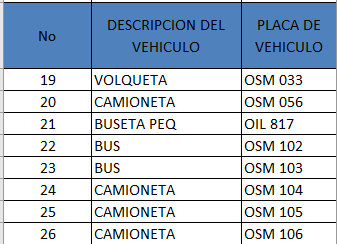 No DESCRIPCION DEL VEHICULO PLACA DE VEHICULO
19 VOLQUETA OSM 033
20 CAMIONETA OSM 056
21 BUSETA PEQ OIL 817
22 BUS OSM 102
23 BUS OSM 103
24 CAMIONETA OSM 104
25 CAMIONETA OSM 105
26 CAMIONETA OSM 106